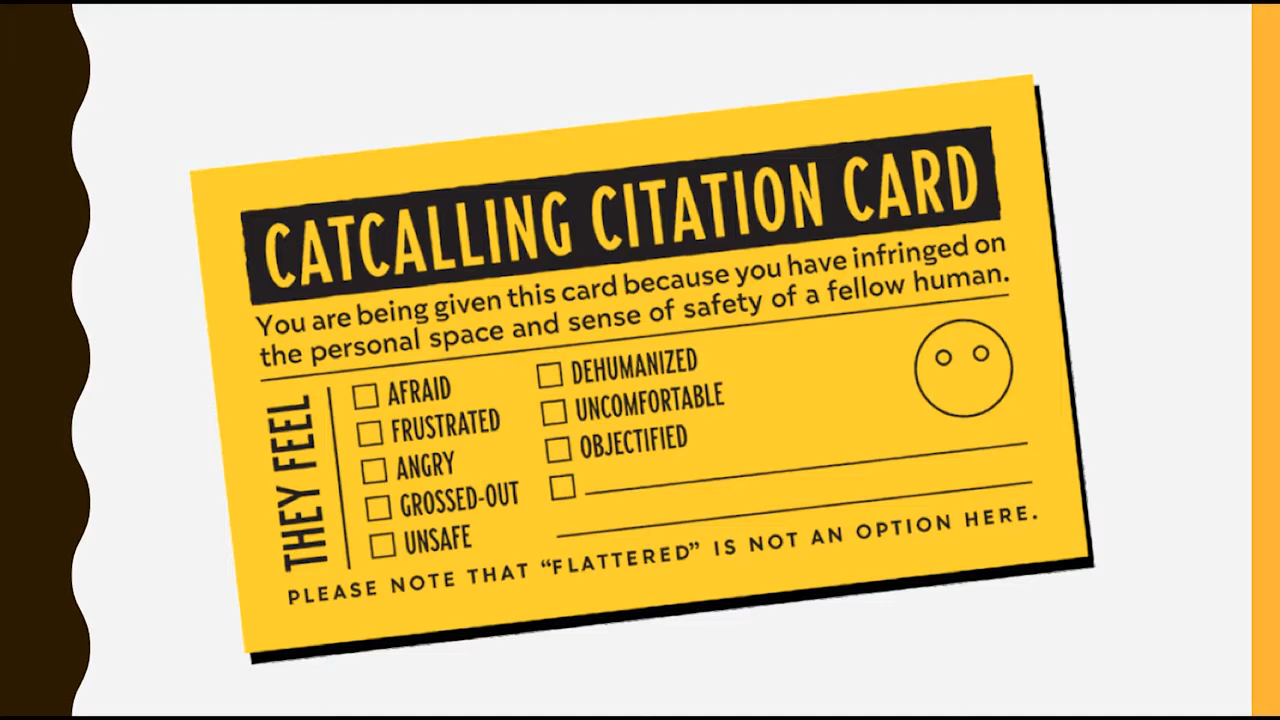 CATCALLING CITATION CARD
You are being given this card because you have infringed on
the personal space and sense of safety of a fellow human.
THEY FEEL
AFRAID
FRUSTRATED
ANGRY
GROSSED-OUT
UNSAFE
DEHUMANIZED
UNCOMFORTABLE
OBJECTIFIED
PLEASE NOTE THAT “FLATTERED” IS NOT AN OPTION HERE.